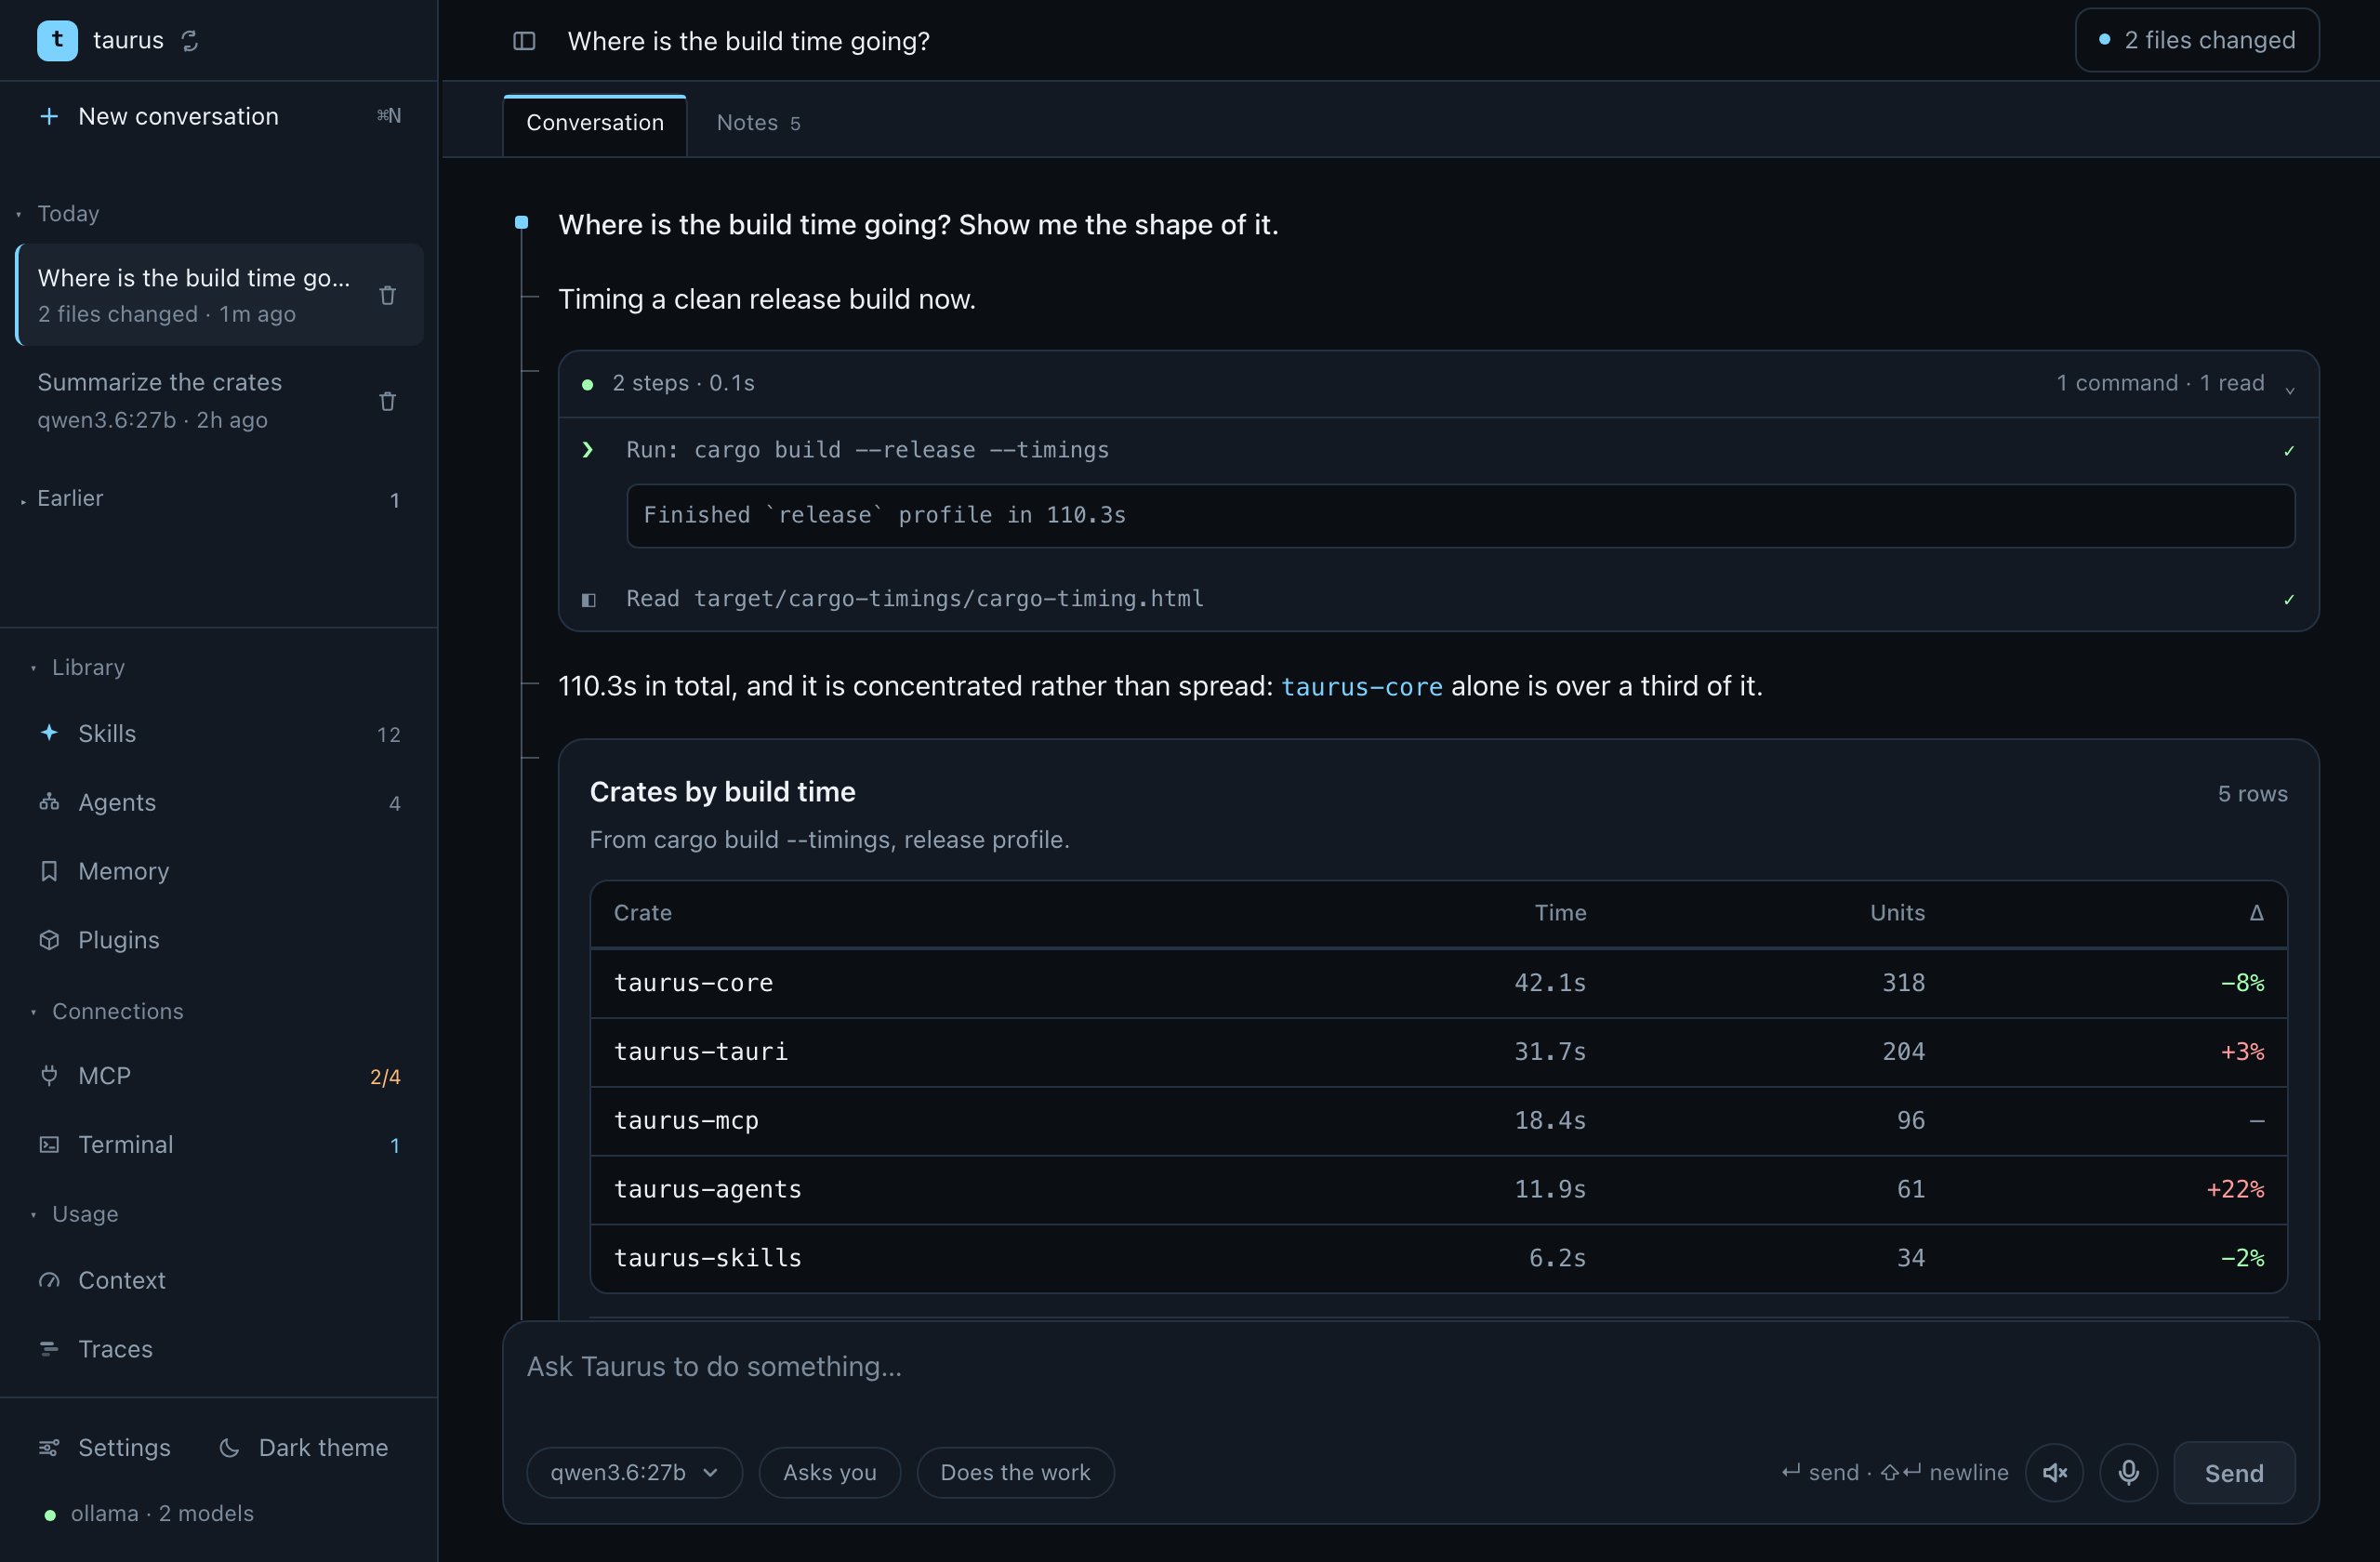 t taurus
New conversation ⌘N
Today
Where is the build time go...
2 files changed · 1m ago
Summarize the crates
qwen3.6:27b · 2h ago
Earlier 1
Library
Skills 12
Agents 4
Memory
Plugins
Connections
MCP 2/4
Terminal 1
Usage
Context
Traces
Settings Dark theme
ollama · 2 models
Where is the build time going?
2 files changed
Conversation Notes 5
Where is the build time going? Show me the shape of it.
Timing a clean release build now.
2 steps · 0.1s 1 command · 1 read
Run: cargo build --release --timings ✓
Finished `release` profile in 110.3s
Read target/cargo-timings/cargo-timing.html ✓
110.3s in total, and it is concentrated rather than spread: taurus-core alone is over a third of it.
Crates by build time 5 rows
From cargo build --timings, release profile.
Crate Time Units Δ
taurus-core 42.1s 318 −8%
taurus-tauri 31.7s 204 +3%
taurus-mcp 18.4s 96 —
taurus-agents 11.9s 61 +22%
taurus-skills 6.2s 34 −2%
Ask Taurus to do something...
qwen3.6:27b Asks you Does the work ↵ send · ⇧↵ newline Send